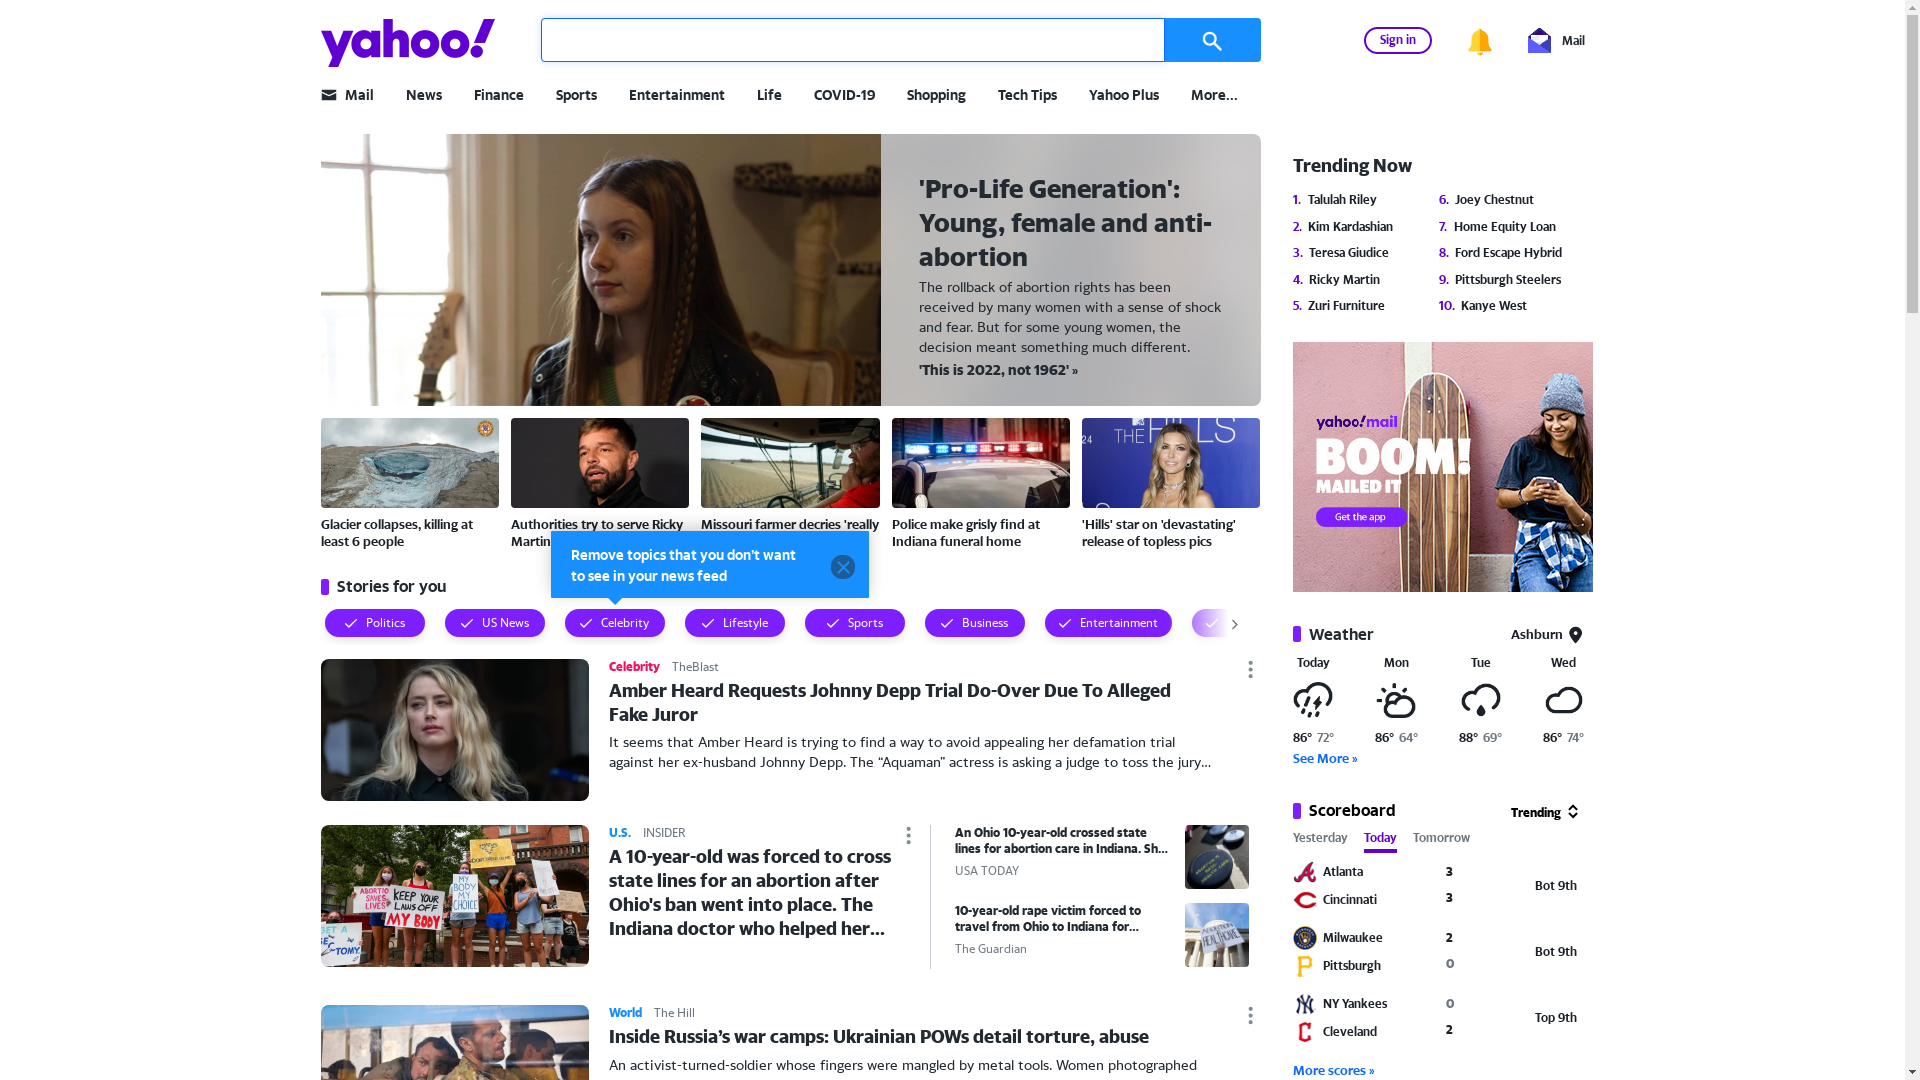 yahoo!
Sign in
Mail
Mail
News
Finance
Sports
Entertainment
Life
COVID-19
Shopping
Tech Tips
Yahoo Plus
More...
'Pro-Life Generation':
Young, female and anti-
abortion
The rollback of abortion rights has been
received by many women with a sense of shock
and fear. But for some young women, the
decision meant something much different.
'This is 2022, not 1962' »
Glacier collapses, killing at
least 6 people
Authorities try to serve Ricky
Martin
Missouri farmer decries 'really
Police make grisly find at
Indiana funeral home
24
THE HILLS
'Hills' star on 'devastating'
release of topless pics
Remove topics that you don't want
to see in your news feed
Stories for you
Politics
US News
Celebrity
Lifestyle
Sports
Business
Entertainment
Celebrity TheBlast
Amber Heard Requests Johnny Depp Trial Do-Over Due To Alleged
Fake Juror
It seems that Amber Heard is trying to find a way to avoid appealing her defamation trial
against her ex-husband Johnny Depp. The “Aquaman” actress is asking a judge to toss the jury...
ABORTION
SAVES
LIVES
KEEP YOUR
LAWS OFF
MY BODY
MY
BODY
MY
CHOICE
U.S. INSIDER
A 10-year-old was forced to cross
state lines for an abortion after
Ohio's ban went into place. The
Indiana doctor who helped her...
An Ohio 10-year-old crossed state
lines for abortion care in Indiana. Sh...
USA TODAY
10-year-old rape victim forced to
travel from Ohio to Indiana for...
The Guardian
World The Hill
Inside Russia’s war camps: Ukrainian POWs detail torture, abuse
An activist-turned-soldier whose fingers were mangled by metal tools. Women photographed
Trending Now
1. Talulah Riley
2. Kim Kardashian
3. Teresa Giudice
4. Ricky Martin
5. Zuri Furniture
6. Joey Chestnut
7. Home Equity Loan
8. Ford Escape Hybrid
9. Pittsburgh Steelers
10. Kanye West
yahoo!mail
BOOM!
MAILED IT
Get the app
Weather
Ashburn
Today
Mon
Tue
Wed
86° 72°
86° 64°
88° 69°
86° 74°
See More »
Scoreboard
Trending
Yesterday
Today
Tomorrow
Atlanta 3
Cincinnati 3
Bot 9th
Milwaukee 2
Pittsburgh 0
Bot 9th
NY Yankees 0
Cleveland 2
Top 9th
More scores »